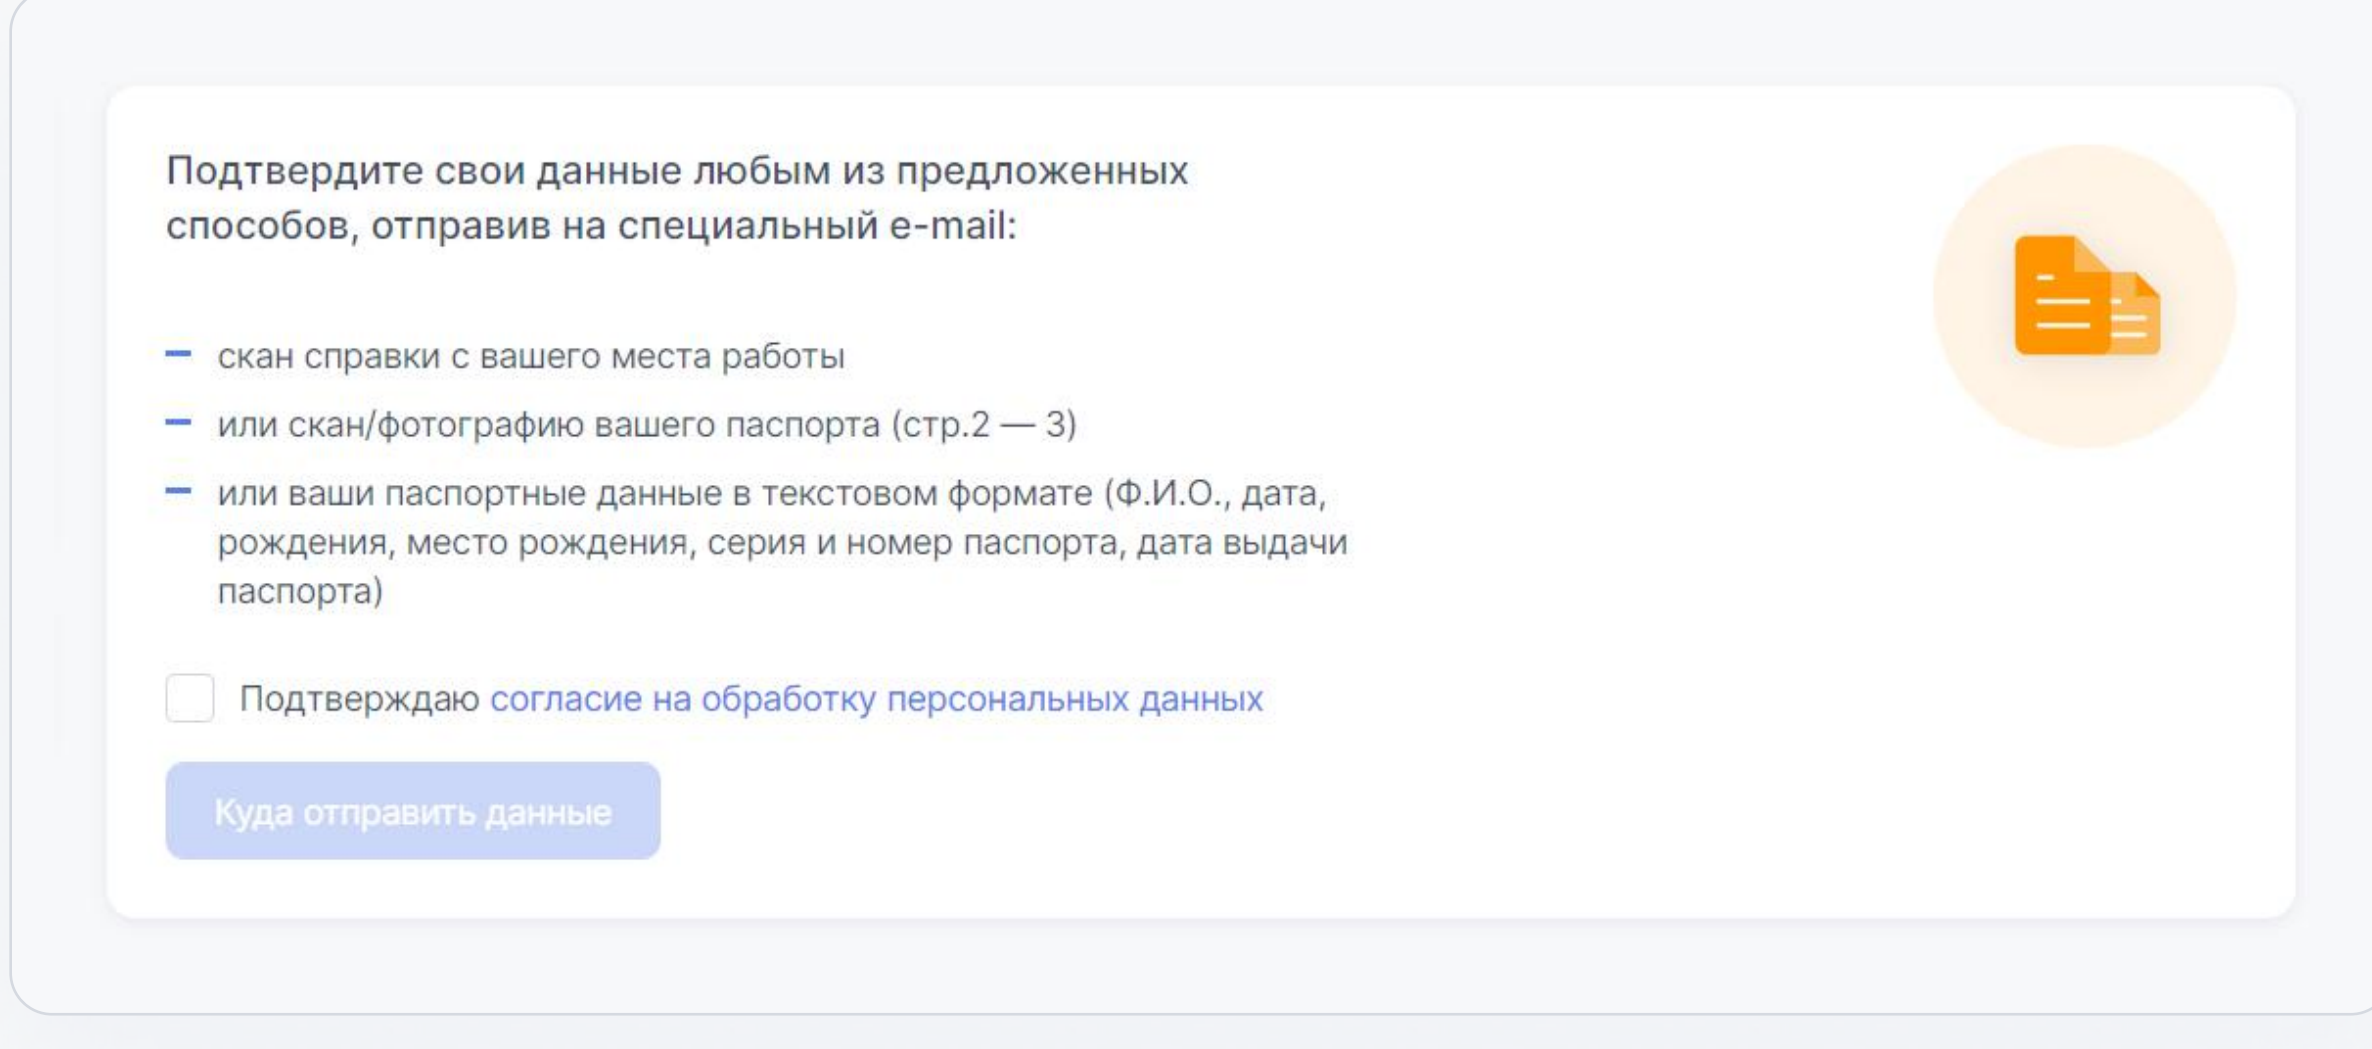 Подтвердите свои данные любым из предложенных
способов, отправив на специальный e-mail:
– скан справки с вашего места работы
– или скан/фотографию вашего паспорта (стр.2 — 3)
– или ваши паспортные данные в текстовом формате (Ф.И.О., дата,
рождения, место рождения, серия и номер паспорта, дата выдачи
паспорта)
Подтверждаю согласие на обработку персональных данных
Куда отправить данные